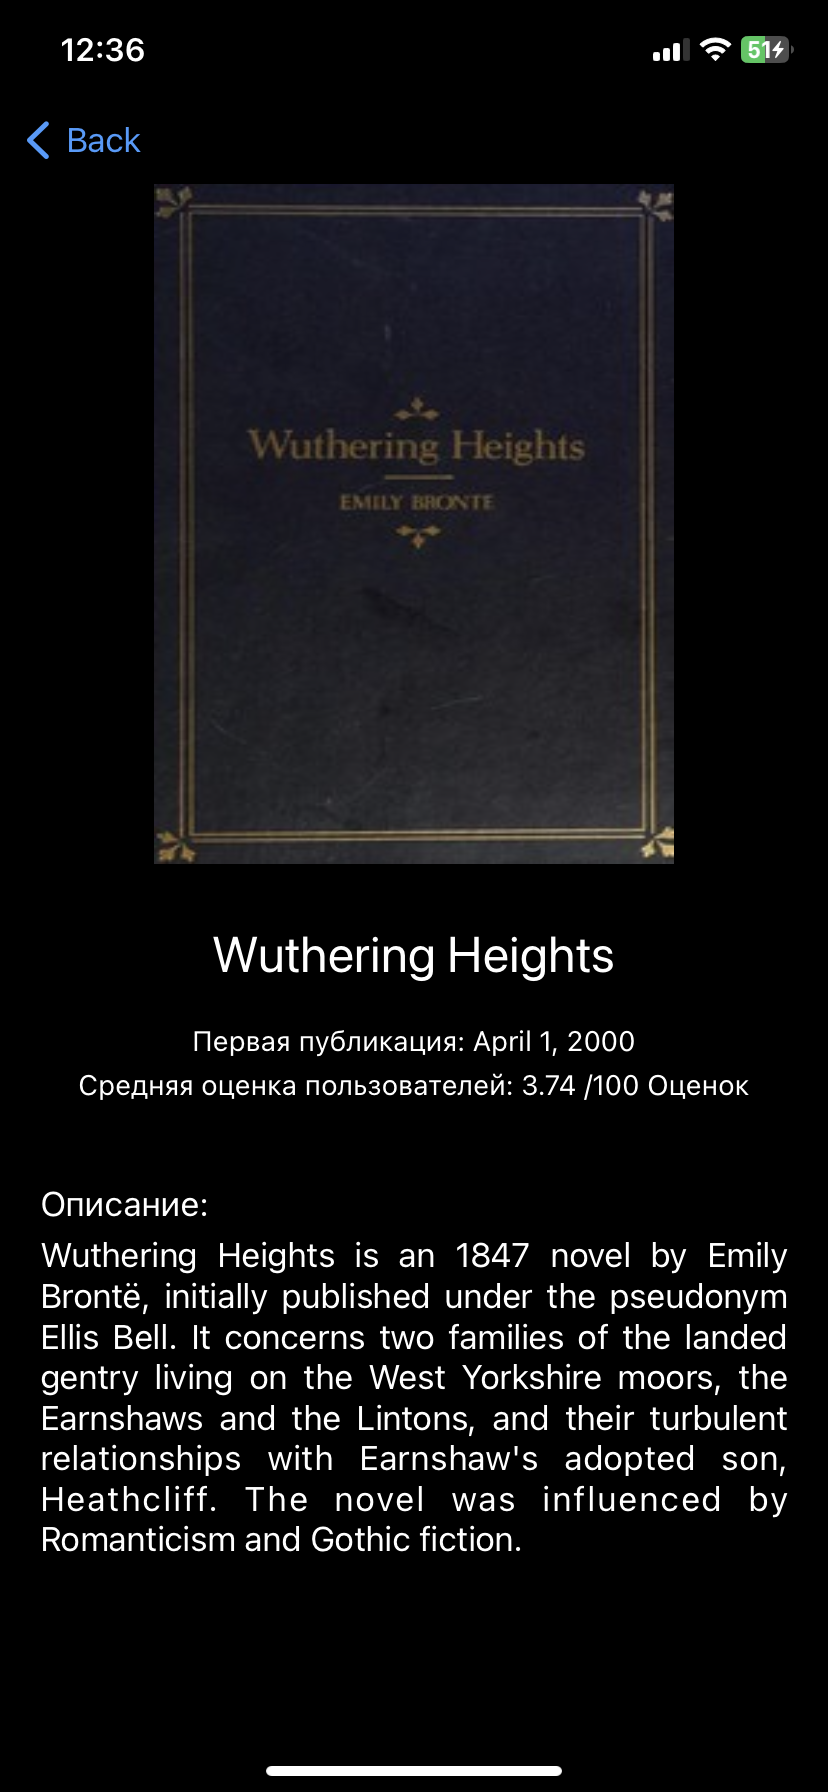 12:36
51
Back
Wuthering Heights
EMILY BRONTE
Wuthering Heights
Первая публикация: April 1, 2000
Средняя оценка пользователей: 3.74 /100 Оценок
Описание:
Wuthering Heights is an 1847 novel by Emily
Brontë, initially published under the pseudonym
Ellis Bell. It concerns two families of the landed
gentry living on the West Yorkshire moors, the
Earnshaws and the Lintons, and their turbulent
relationships with Earnshaw's adopted son,
Heathcliff. The novel was influenced by
Romanticism and Gothic fiction.